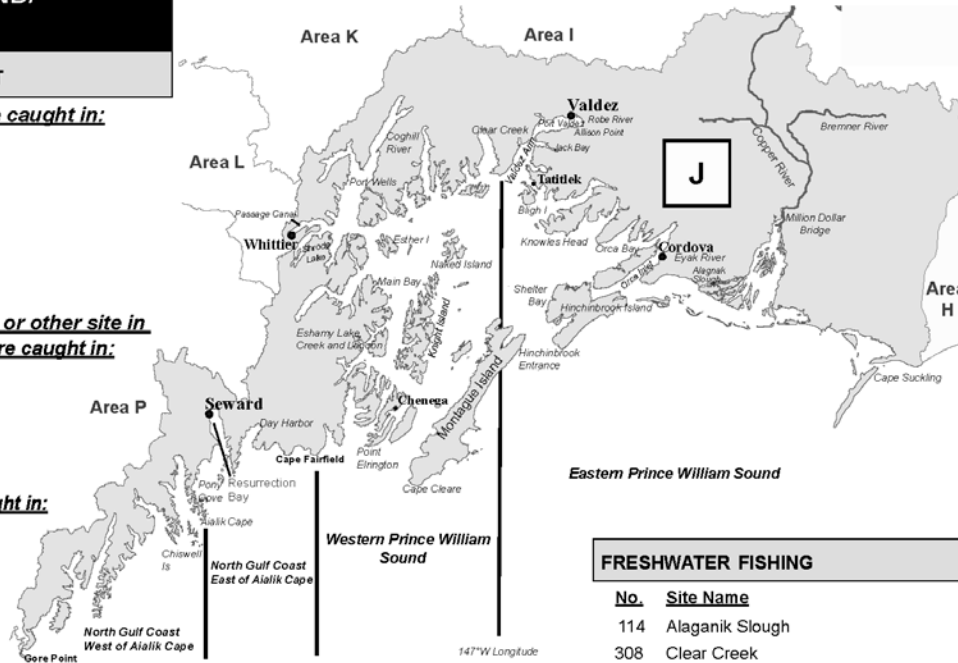 caught in:
Area K
Area I
Valdez
Port Valdez
Robe River
Allison Point
Clear Creek
Valdez Arm
Jack Bay
Coghill
River
Copper River
Bremner River
Area L
J
Port Wells
Tatitlek
Bligh I
Passage Canal
Whittier
Shrode
Lake
Esther I
Knowles Head
Orca Bay
Cordova
Eyak River
Million Dollar
Bridge
Naked Island
Main Bay
Orca Inlet
Alagnak
Slough
Shelter
Bay
Hinchinbrook Island
Area
H
or other site in
re caught in:
Eshamy Lake
Creek and Lagoon
Knight Island
Hinchinbrook
Entrance
Montague Island
Cape Suckling
Area P
Seward
Chenega
Day Harbor
Cape Fairfield
Point
Elrington
Cape Cleare
Eastern Prince William Sound
Pony
Cove
Resurrection
Bay
ght in:
Aialik Cape
Chiswell
Is
North Gulf Coast
East of Aialik Cape
Western Prince William
Sound
FRESHWATER FISHING
No. Site Name
114 Alaganik Slough
308 Clear Creek
North Gulf Coast
West of Aialik Cape
Gore Point
147°W Longitude